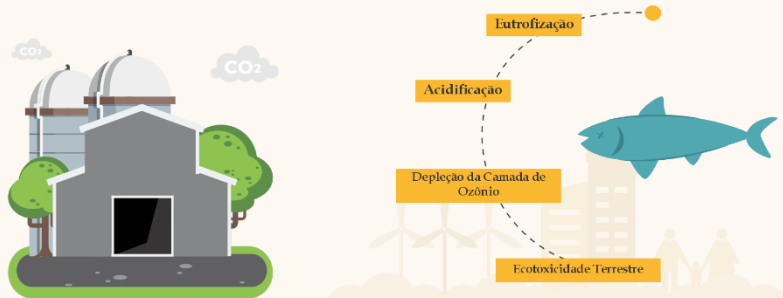 CO2
CO2
Eutrofização
Acidificação
Depleção da Camada de
Ozônio
Ecotoxicidade Terrestre